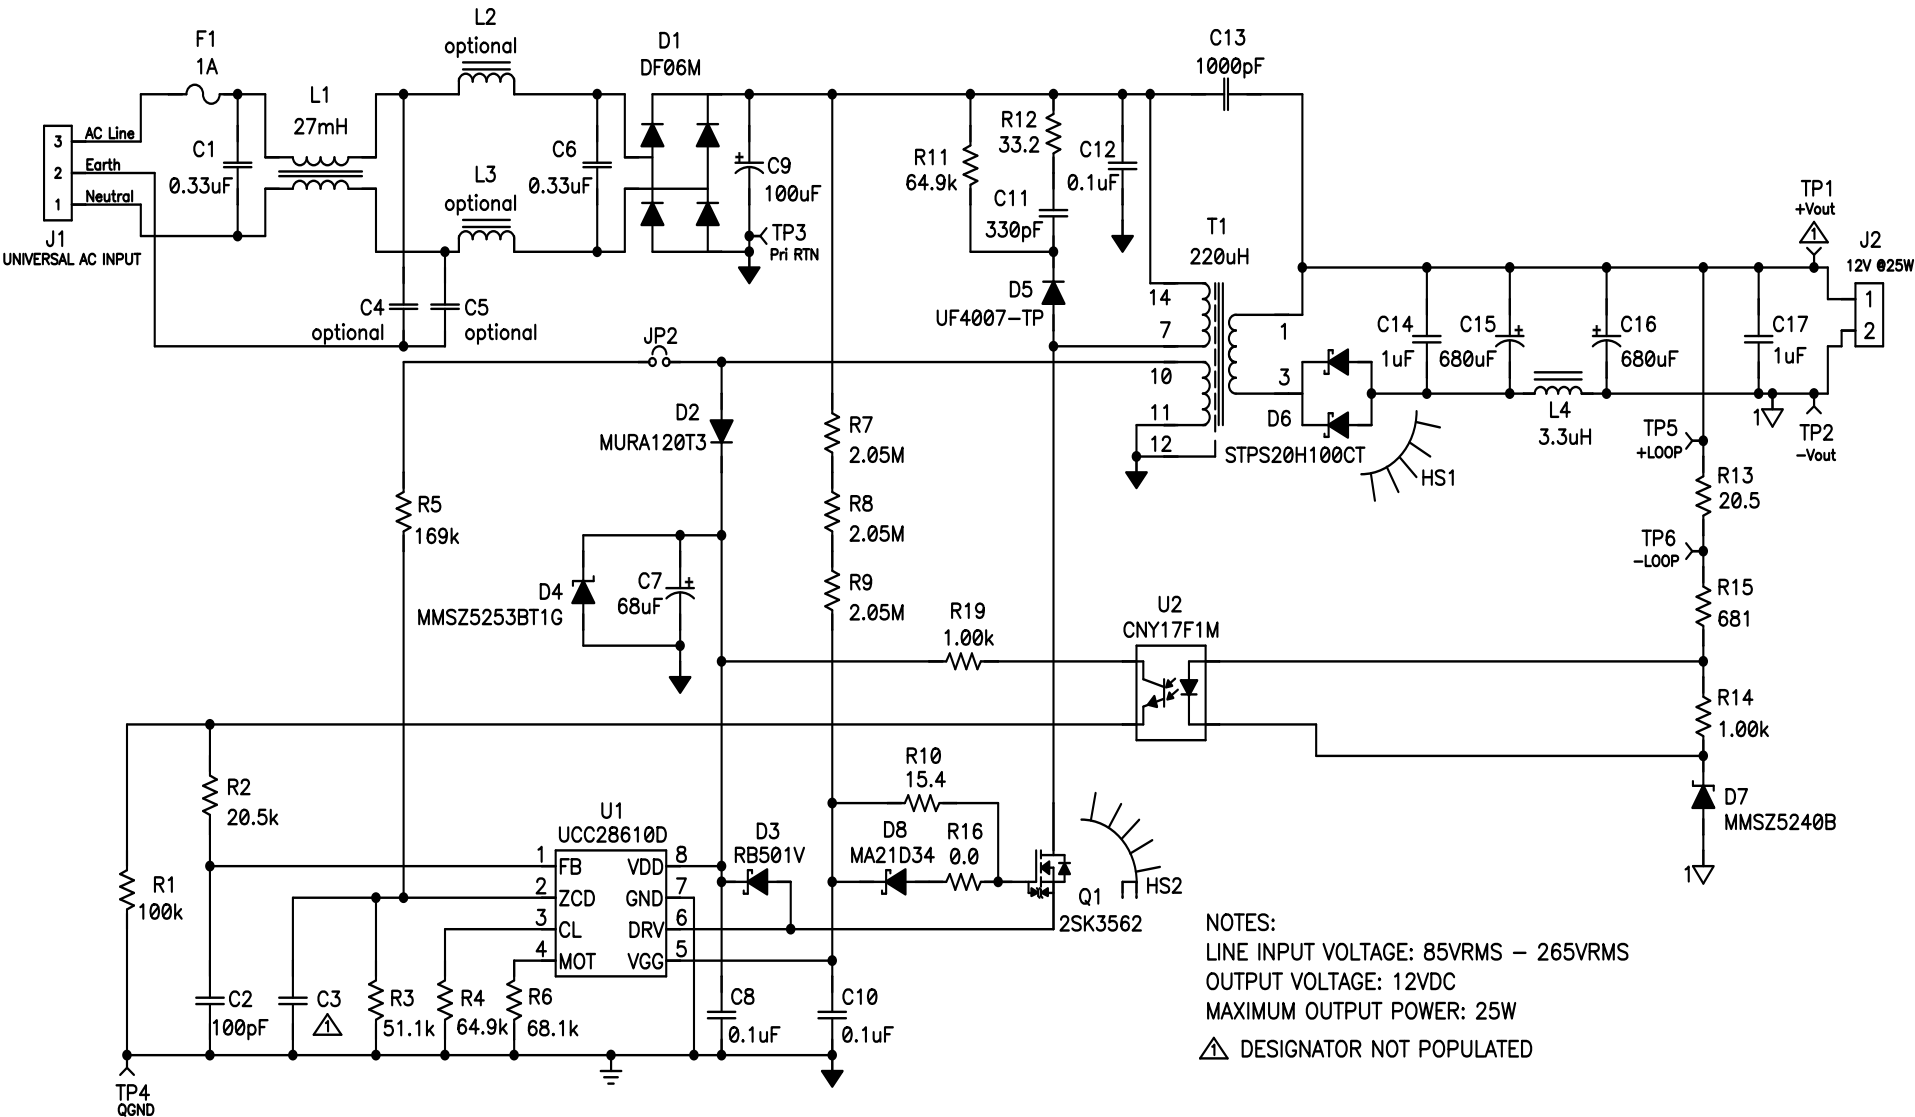 F1
1A
L1
27mH
L2
optional
L3
optional
D1
DF06M
C13
1000pF
3
AC Line
2
Earth
1
Neutral
J1
UNIVERSAL AC INPUT
C1
0.33uF
C6
0.33uF
+
C9
100uF
TP3
Pri RTN
R11
64.9k
R12
33.2
C11
330pF
C12
0.1uF
T1
220uH
D5
UF4007-TP
14
7
10
11
12
1
3
C4
optional
C5
optional
JP2
TP1
+Vout
1
J2
12V @25W
1
2
C14
1uF
C15
+
680uF
+
C16
680uF
C17
1uF
D6
STPS20H100CT
HS1
L4
3.3uH
1
TP2
-Vout
TP5
+LOOP
R13
20.5
TP6
-LOOP
R15
681
R14
1.00k
D7
MMSZ5240B
1
D2
MURA120T3
R5
169k
R7
2.05M
R8
2.05M
R9
2.05M
D4
MMSZ5253BT1G
C7
68uF
+
R19
1.00k
U2
CNY17F1M
R2
20.5k
R1
100k
U1
UCC28610D
1
FB
VDD
8
2
ZCD
GND
7
3
CL
DRV
6
4
MOT
VGG
5
D3
RB501V
R10
15.4
D8
MA21D34
R16
0.0
Q1
2SK3562
HS2
C2
100pF
C3
1
R3
51.1k
R4
64.9k
R6
68.1k
C8
0.1uF
C10
0.1uF
TP4
QGND
NOTES:
LINE INPUT VOLTAGE: 85VRMS - 265VRMS
OUTPUT VOLTAGE: 12VDC
MAXIMUM OUTPUT POWER: 25W
1 DESIGNATOR NOT POPULATED